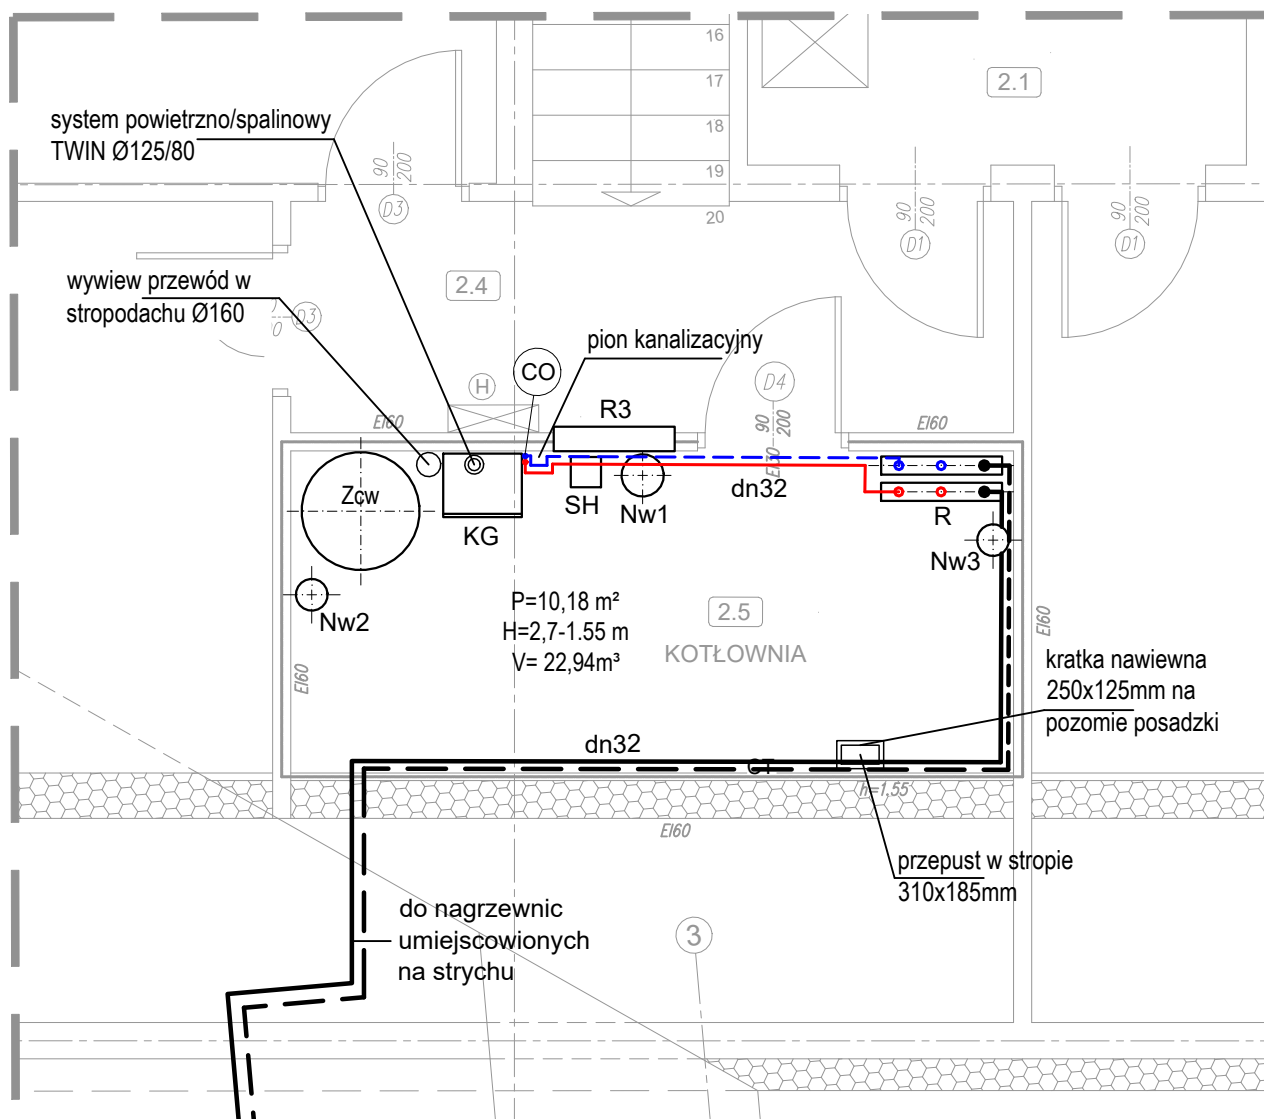 16
17
18
19
20
2.1
system powietrzno/spalinowy
TWIN Ø125/80
90
200
D3
90
200
D1
90
200
D1
wywiew przewód w
stropodachu Ø160
2.4
D3
pion kanalizacyjny
CO
H
D4
90
200
EI30
EI60
R3
EI60
Zcw
KG
SH
Nw1
dn32
R
Nw3
Nw2
P=10,18 m²
H=2,7-1.55 m
V= 22,94m³
2.5
KOTŁOWNIA
EI60
EI60
kratka nawiewna
250x125mm na
pozomie posadzki
dn32
CT
h=1,55
EI60
przepust w stropie
310x185mm
do nagrzewnic
umiejscowionych
na strychu
3